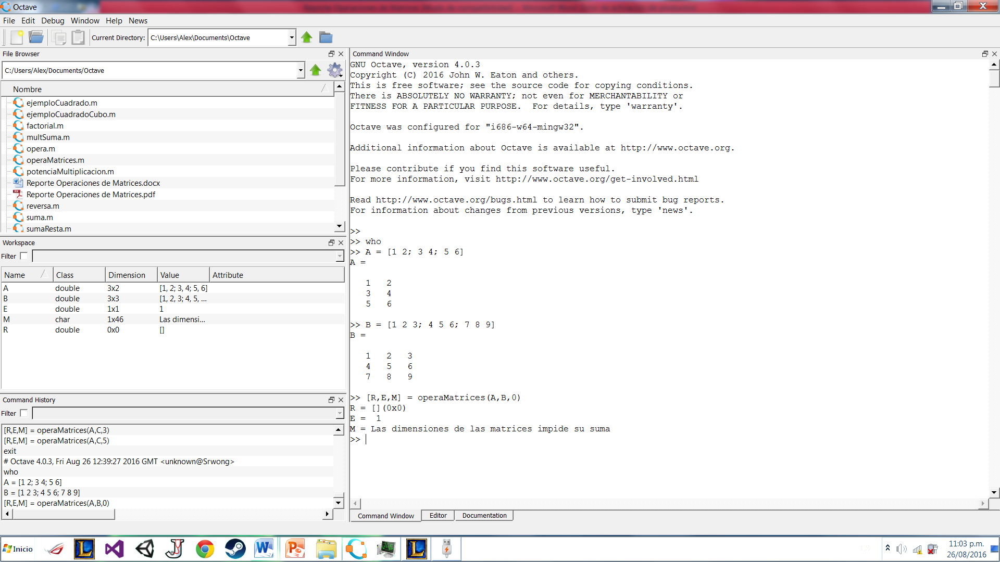 Octave
File Edit Debug Window Help News
Current Directory: C:\Users\Alex\Documents\Octave
File Browser
C:/Users/Alex/Documents/Octave
Nombre
ejemploCuadrado.m
ejemploCuadradoCubo.m
factorial.m
multSuma.m
opera.m
operaMatrices.m
potenciaMultiplicacion.m
Reporte Operaciones de Matrices.docx
Reporte Operaciones de Matrices.pdf
reversa.m
suma.m
sumaResta.m
Workspace
Filter
Name Class Dimension Value Attribute
A double 3x2 [1, 2; 3, 4; 5, 6]
B double 3x3 [1, 2, 3; 4, 5, ...
E double 1x1 1
M char 1x46 Las dimensi...
R double 0x0 []
Command History
Filter
[R,E,M] = operaMatrices(A,C,3)
[R,E,M] = operaMatrices(A,C,5)
exit
# Octave 4.0.3, Fri Aug 26 12:39:27 2016 GMT <unknown@Srwong>
who
A = [1 2; 3 4; 5 6]
B = [1 2 3; 4 5 6; 7 8 9]
[R,E,M] = operaMatrices(A,B,0)
Command Window
GNU Octave, version 4.0.3
Copyright (C) 2016 John W. Eaton and others.
This is free software; see the source code for copying conditions.
There is ABSOLUTELY NO WARRANTY; not even for MERCHANTABILITY or
FITNESS FOR A PARTICULAR PURPOSE.  For details, type 'warranty'.
Octave was configured for "i686-w64-mingw32".
Additional information about Octave is available at http://www.octave.org.
Please contribute if you find this software useful.
For more information, visit http://www.octave.org/get-involved.html
Read http://www.octave.org/bugs.html to learn how to submit bug reports.
For information about changes from previous versions, type 'news'.
>>
>> who
>> A = [1 2; 3 4; 5 6]
A =
1 2
3 4
5 6
>> B = [1 2 3; 4 5 6; 7 8 9]
B =
1 2 3
4 5 6
7 8 9
>> [R,E,M] = operaMatrices(A,B,0)
R = [](0x0)
E = 1
M = Las dimensiones de las matrices impide su suma
>>
Command Window Editor Documentation
Inicio
11:03 p.m.
26/08/2016